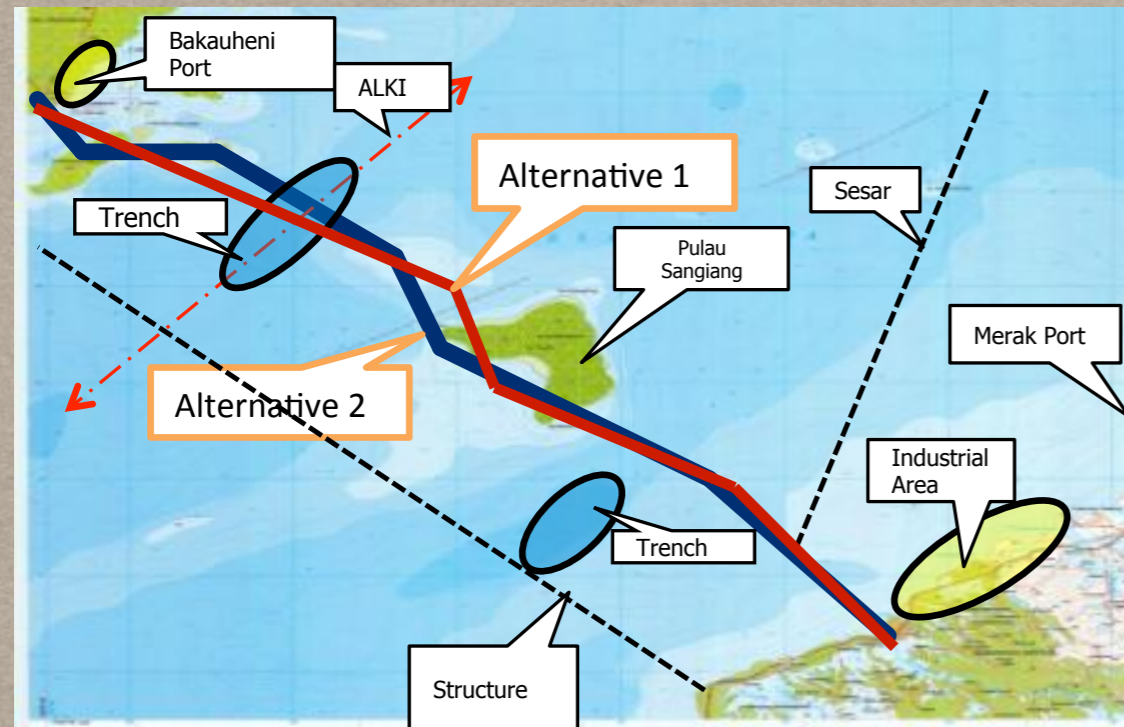 Bakauheni
Port
ALKI
Alternative 1
Sesar
Trench
Pulau
Sangiang
Merak Port
Alternative 2
Industrial
Area
Trench
Structure